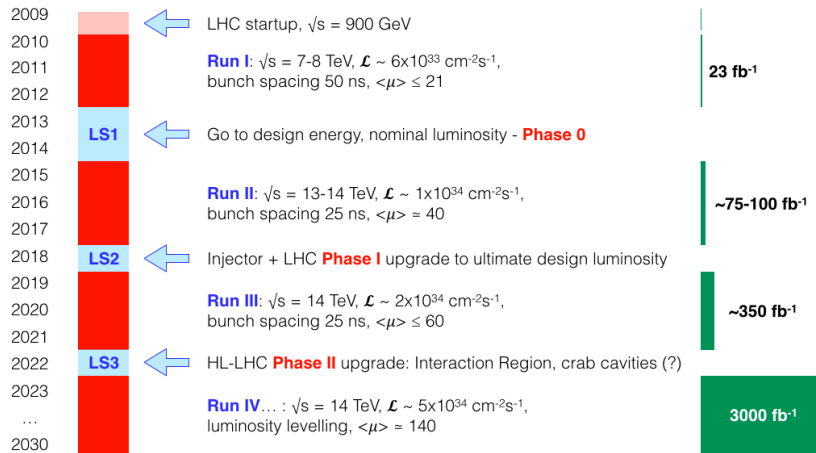 2009
LHC startup, √s = 900 GeV
2010
Run I: √s = 7-8 TeV, 𝓛 ~ 6x10³³ cm⁻²s⁻¹,
2011
bunch spacing 50 ns, <μ> ≤ 21
23 fb⁻¹
2012
2013
LS1
Go to design energy, nominal luminosity - Phase 0
2014
2015
Run II: √s = 13-14 TeV, 𝓛 ~ 1x10³⁴ cm⁻²s⁻¹,
2016
bunch spacing 25 ns, <μ> ≃ 40
~75-100 fb⁻¹
2017
2018
LS2
Injector + LHC Phase I upgrade to ultimate design luminosity
2019
Run III: √s = 14 TeV, 𝓛 ~ 2x10³⁴ cm⁻²s⁻¹,
2020
bunch spacing 25 ns, <μ> ≤ 60
~350 fb⁻¹
2021
2022
LS3
HL-LHC Phase II upgrade: Interaction Region, crab cavities (?)
2023
Run IV… : √s = 14 TeV, 𝓛 ~ 5x10³⁴ cm⁻²s⁻¹,
…
luminosity levelling, <μ> ≃ 140
3000 fb⁻¹
2030